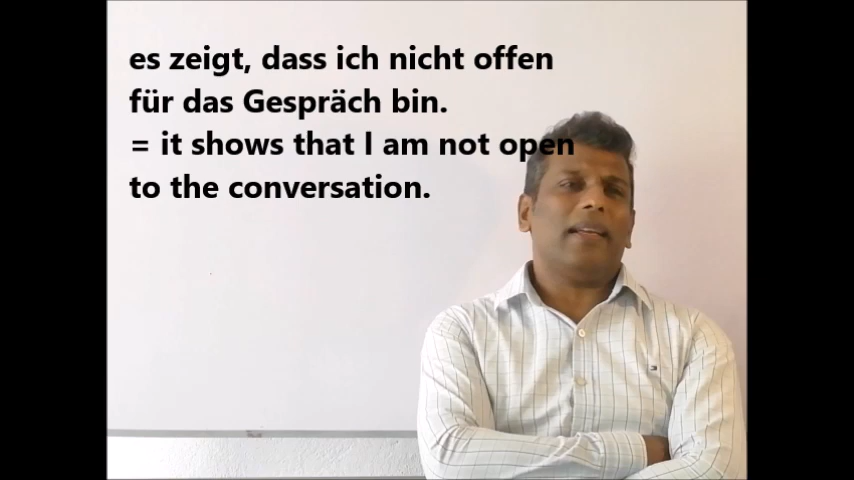 es zeigt, dass ich nicht offen
für das Gespräch bin.
= it shows that I am not open
to the conversation.